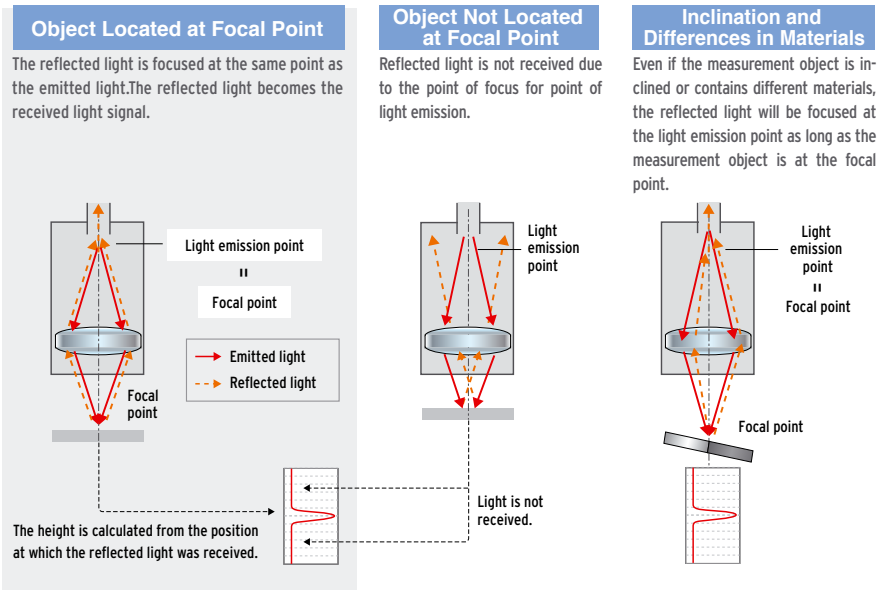 Object Located at Focal Point
The reflected light is focused at the same point as
the emitted light.The reflected light becomes the
received light signal.
Light emission point
=
Focal point
Emitted light
Reflected light
Focal
point
The height is calculated from the position
at which the reflected light was received.
Object Not Located
at Focal Point
Reflected light is not received due
to the point of focus for point of
light emission.
Light
emission
point
Light is not
received.
Inclination and
Differences in Materials
Even if the measurement object is in-
clined or contains different materials,
the reflected light will be focused at
the light emission point as long as the
measurement object is at the focal
point.
Light
emission
point
=
Focal point
Focal point